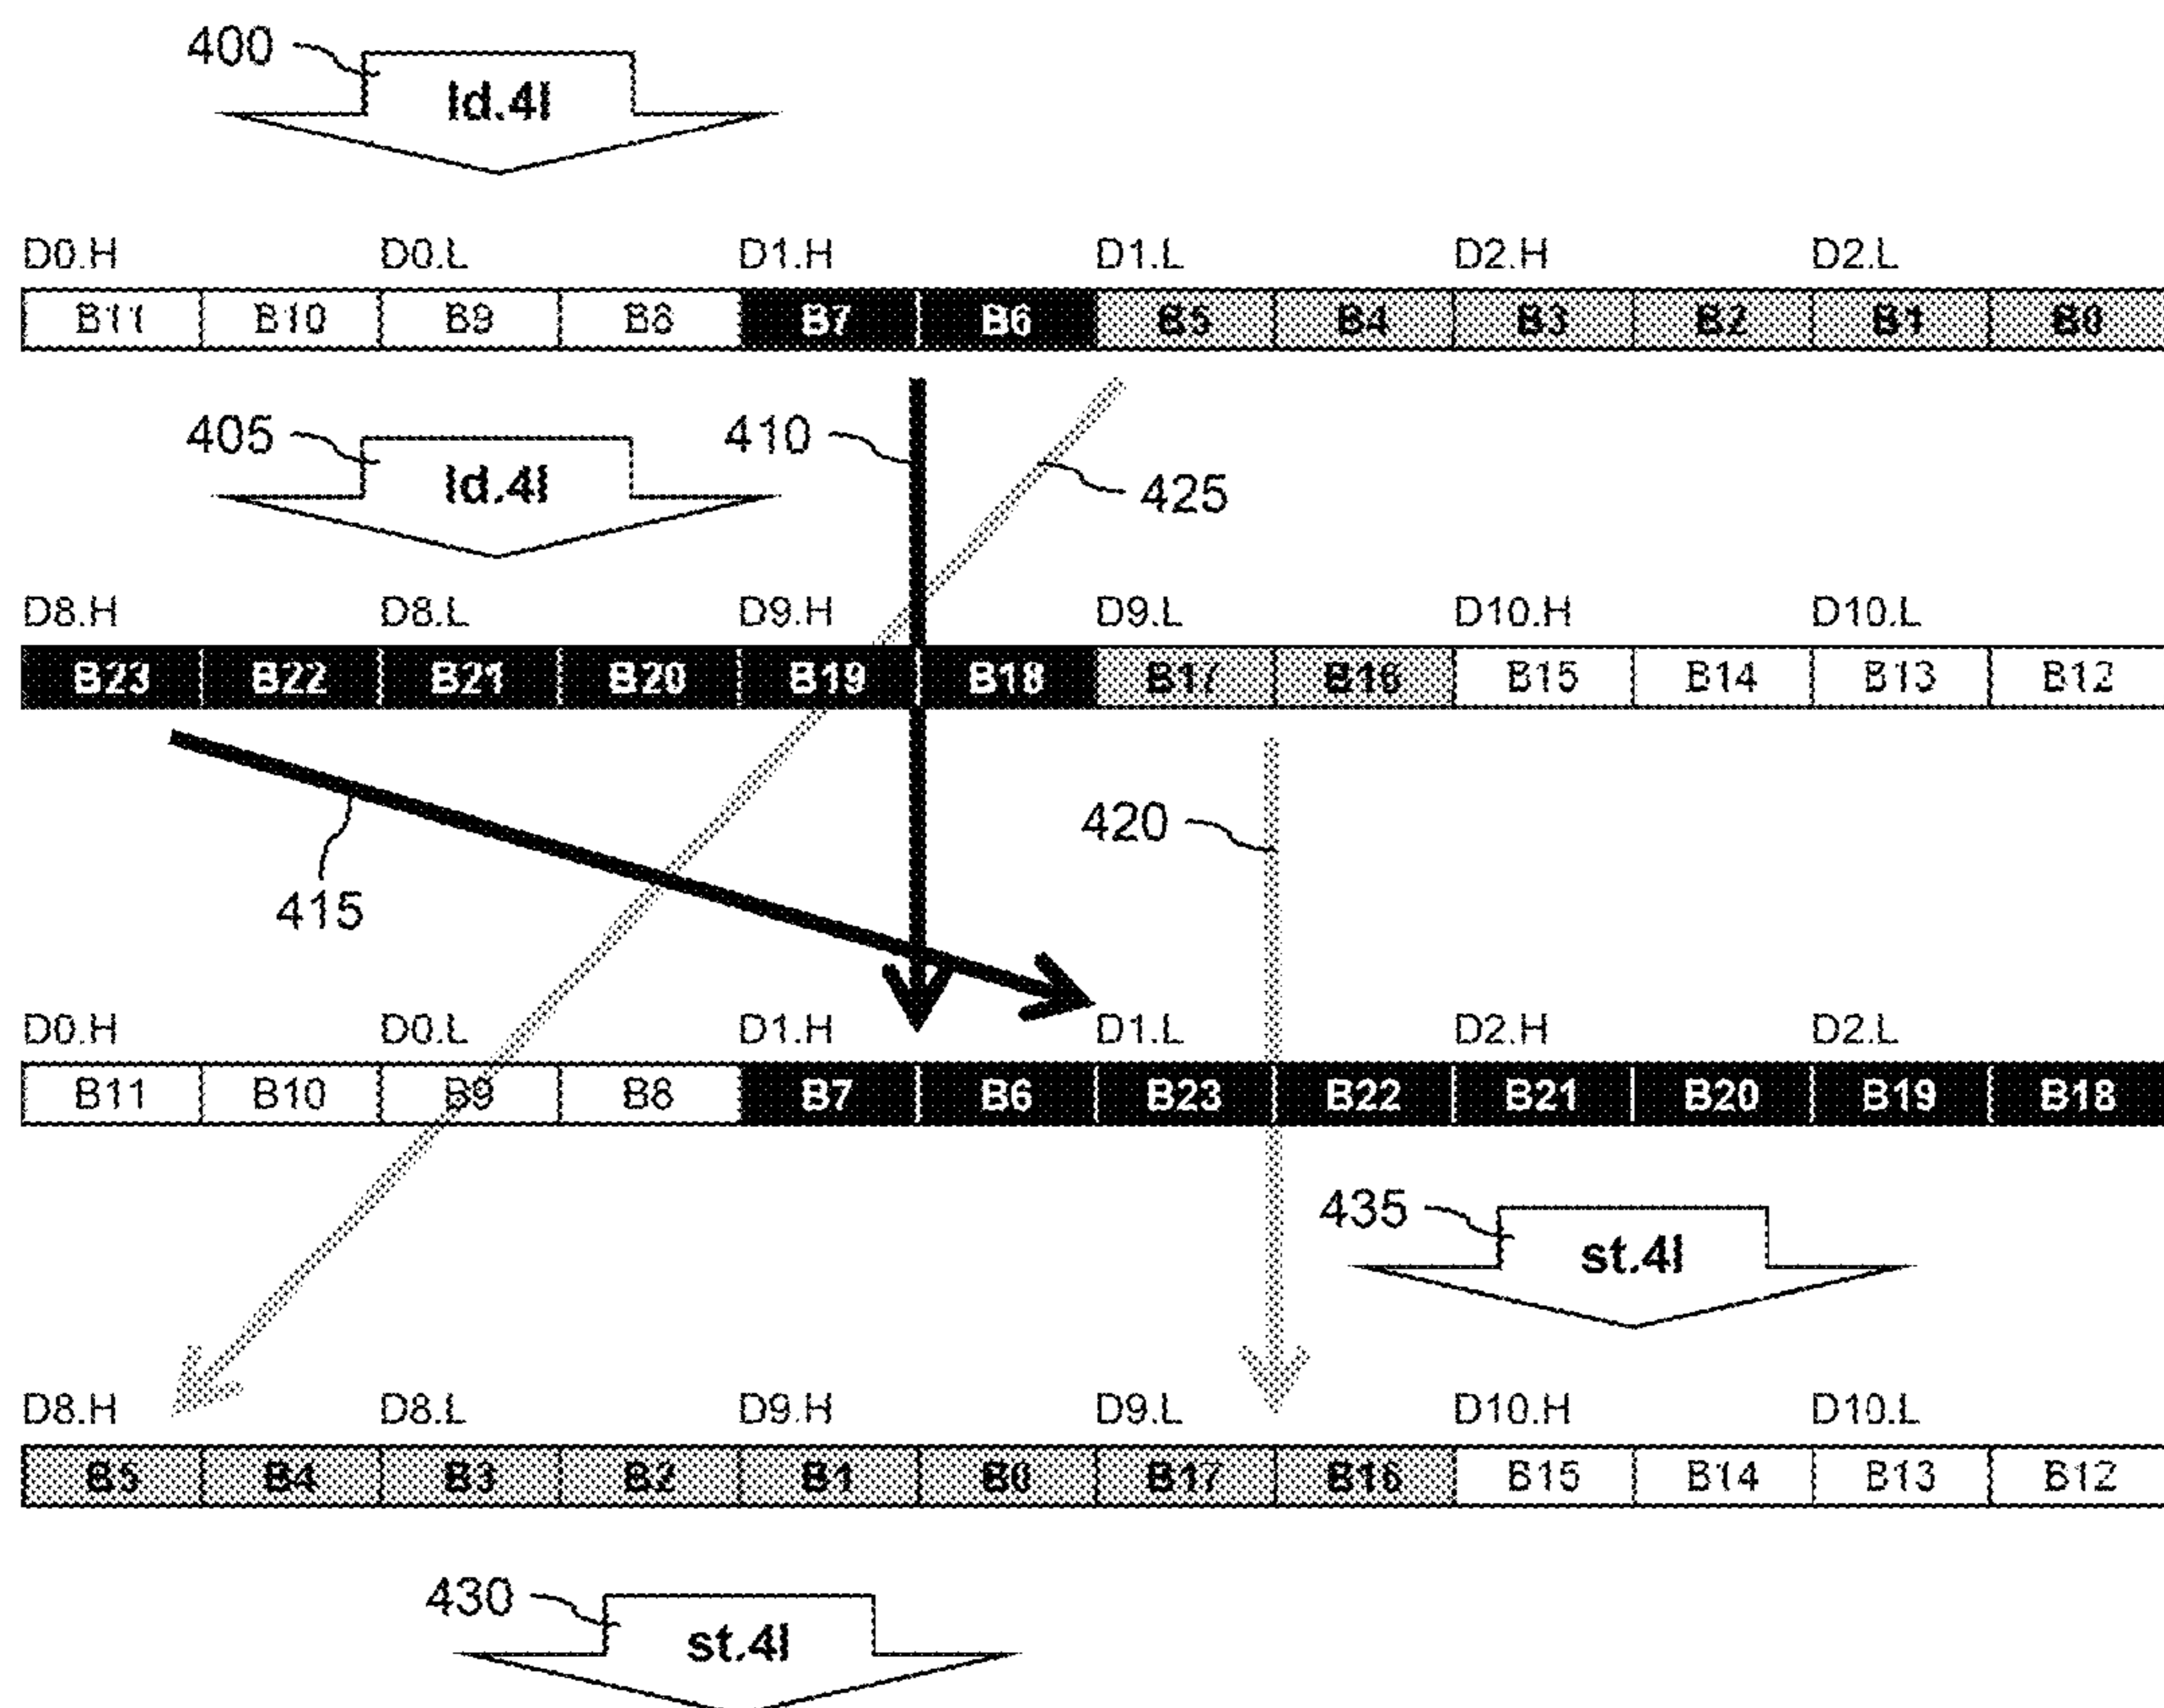 400
ld.4l
D0.H D0.L D1.H D1.L D2.H D2.L
B11 B10 B9 B8 B7 B6 B5 B4 B3 B2 B1 B0
405 410
ld.4l
425
D8.H D8.L D9.H D9.L D10.H D10.L
B23 B22 B21 B20 B19 B18 B17 B16 B15 B14 B13 B12
420
415
D0.H D0.L D1.H D1.L D2.H D2.L
B11 B10 B9 B8 B7 B6 B23 B22 B21 B20 B19 B18
435
st.4l
D8.H D8.L D9.H D9.L D10.H D10.L
B5 B4 B3 B2 B1 B0 B17 B16 B15 B14 B13 B12
430
st.4l